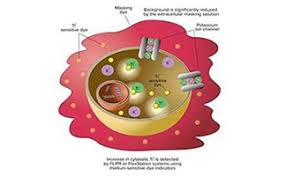 Masking
dye
Background is significantly reduced
by the extracellular masking solution
Tl⁺
sensitive dye
Potassium
ion channel
Tl⁺
sensitive
dye
Increase in cytosolic Tl⁺ is detected
by FLIPR or FlexStation systems using
thallium-sensitive dye indicators